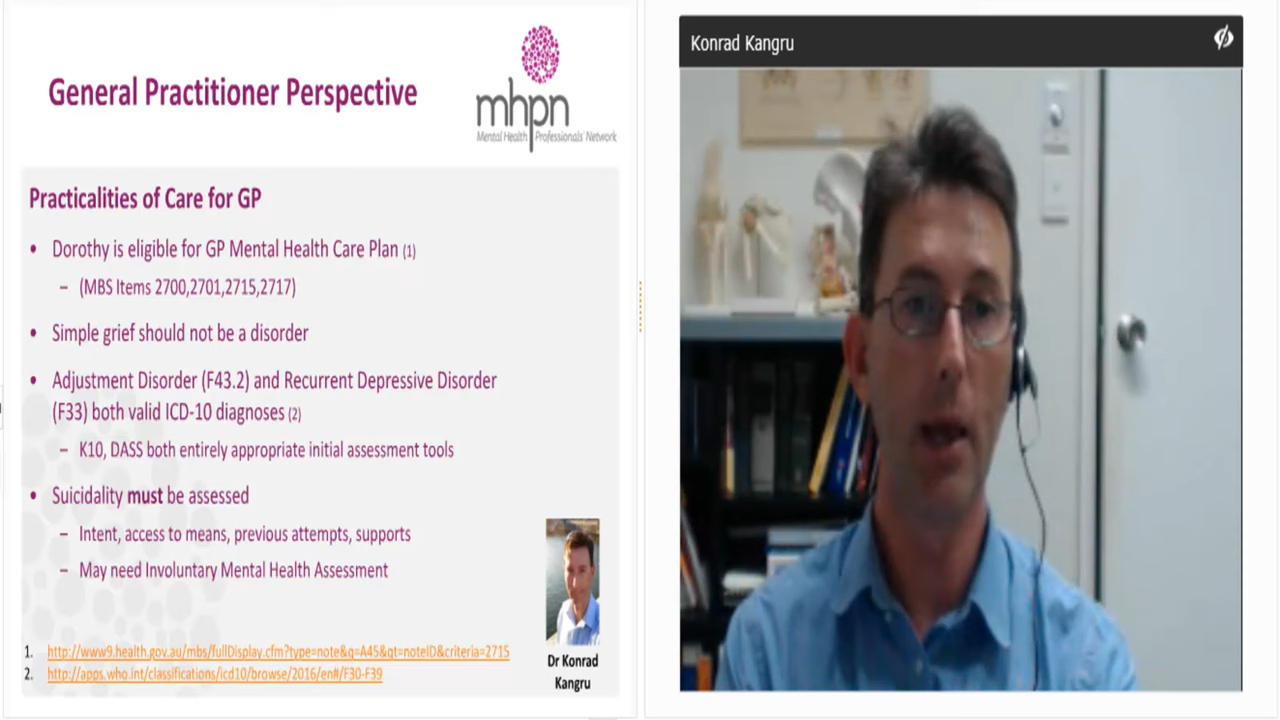 General Practitioner Perspective
mhpn
Mental Health Professionals' Network
Practicalities of Care for GP
• Dorothy is eligible for GP Mental Health Care Plan (1)
– (MBS Items 2700,2701,2715,2717)
• Simple grief should not be a disorder
• Adjustment Disorder (F43.2) and Recurrent Depressive Disorder
(F33) both valid ICD-10 diagnoses (2)
– K10, DASS both entirely appropriate initial assessment tools
• Suicidality must be assessed
– Intent, access to means, previous attempts, supports
– May need Involuntary Mental Health Assessment
1. http://www9.health.gov.au/mbs/fullDisplay.cfm?type=note&q=A45&qt=noteID&criteria=2715
2. http://apps.who.int/classifications/icd10/browse/2016/en#/F30-F39
Dr Konrad
Kangru
Konrad Kangru